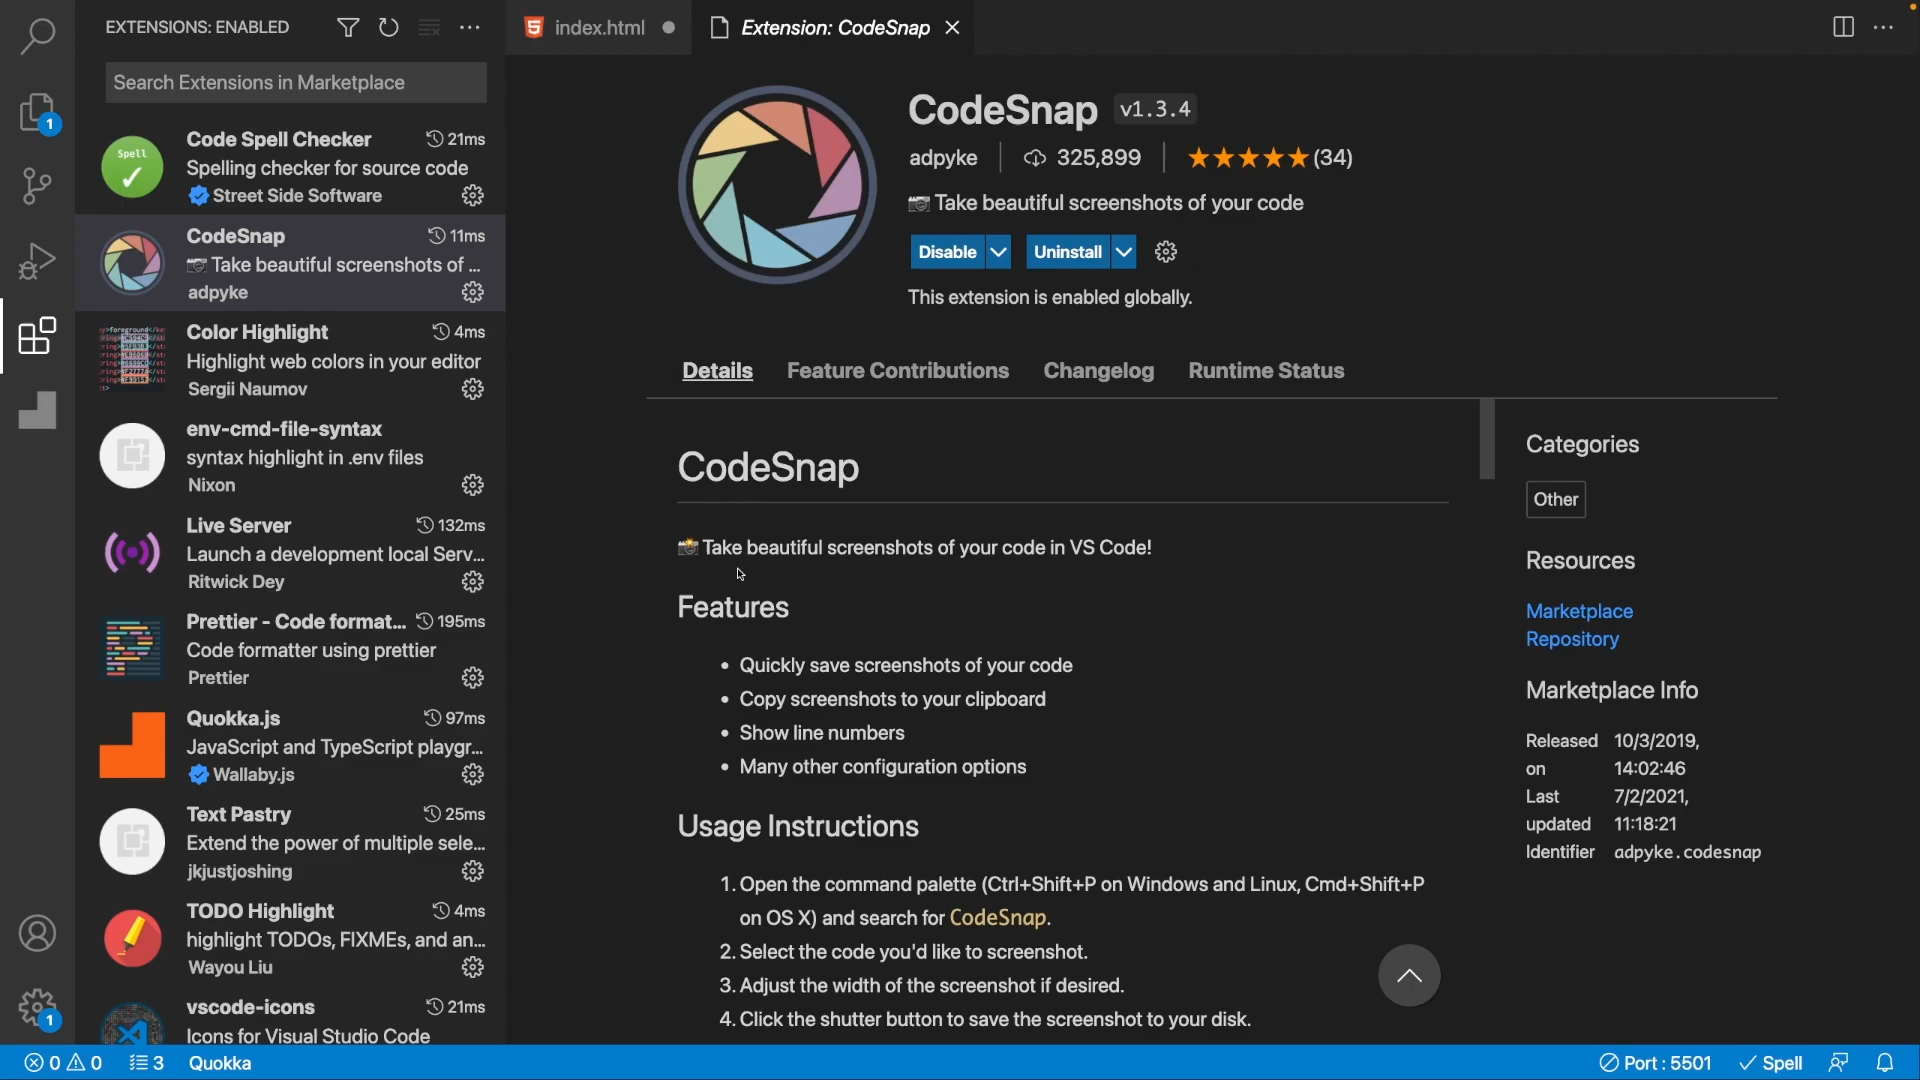 EXTENSIONS: ENABLED
index.html
Extension: CodeSnap
Search Extensions in Marketplace
1
Spell
Code Spell Checker
21ms
Spelling checker for source code
Street Side Software
CodeSnap
11ms
Take beautiful screenshots of ...
adpyke
Color Highlight
4ms
Highlight web colors in your editor
Sergii Naumov
env-cmd-file-syntax
syntax highlight in .env files
Nixon
Live Server
132ms
Launch a development local Serv...
Ritwick Dey
Prettier - Code format...
195ms
Code formatter using prettier
Prettier
Quokka.js
97ms
JavaScript and TypeScript playgr...
Wallaby.js
Text Pastry
25ms
Extend the power of multiple sele...
jkjustjoshing
TODO Highlight
4ms
highlight TODOs, FIXMEs, and an...
Wayou Liu
vscode-icons
21ms
Icons for Visual Studio Code
1
CodeSnap v1.3.4
adpyke 325,899 (34)
Take beautiful screenshots of your code
Disable Uninstall
This extension is enabled globally.
Details Feature Contributions Changelog Runtime Status
CodeSnap
Take beautiful screenshots of your code in VS Code!
Features
• Quickly save screenshots of your code
• Copy screenshots to your clipboard
• Show line numbers
• Many other configuration options
Usage Instructions
1. Open the command palette (Ctrl+Shift+P on Windows and Linux, Cmd+Shift+P
on OS X) and search for CodeSnap.
2. Select the code you'd like to screenshot.
3. Adjust the width of the screenshot if desired.
4. Click the shutter button to save the screenshot to your disk.
Categories
Other
Resources
Marketplace
Repository
Marketplace Info
Released 10/3/2019,
on 14:02:46
Last 7/2/2021,
updated 11:18:21
Identifier adpyke.codesnap
0 0 3 Quokka
Port : 5501 Spell